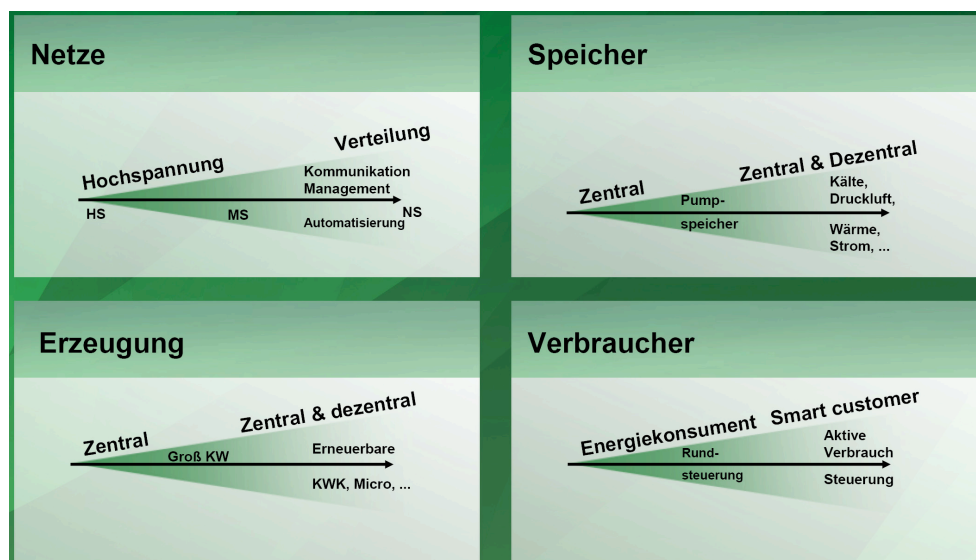 Netze
Hochspannung
Verteilung
Kommunikation
Management
HS
MS
Automatisierung
NS
Speicher
Zentral
Zentral & Dezentral
Pump-
speicher
Kälte,
Druckluft,
Wärme,
Strom, ...
Erzeugung
Zentral
Zentral & dezentral
Groß KW
Erneuerbare
KWK, Micro, ...
Verbraucher
Energiekonsument
Smart customer
Rund-
steuerung
Aktive
Verbrauch
Steuerung